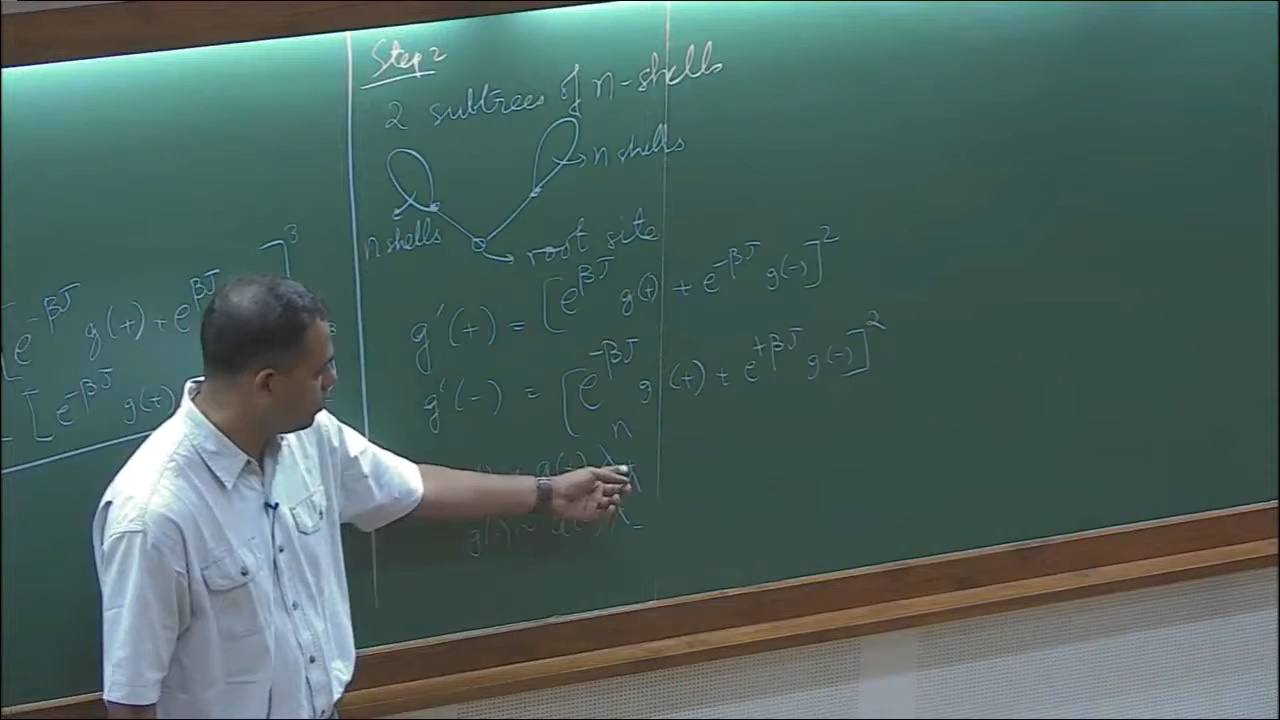 ]^3
[e^{-βJ} g(+) + e^{βJ}
[e^{-βJ} g(+)
Step 2
2 subtrees of n-shells
n shells
n shells
root site
g'(+) = [e^{βJ} g(+) + e^{-βJ} g(-)]^2
g'(-) = [e^{-βJ} g(+) + e^{+βJ} g(-)]^2
n
g(-) ~